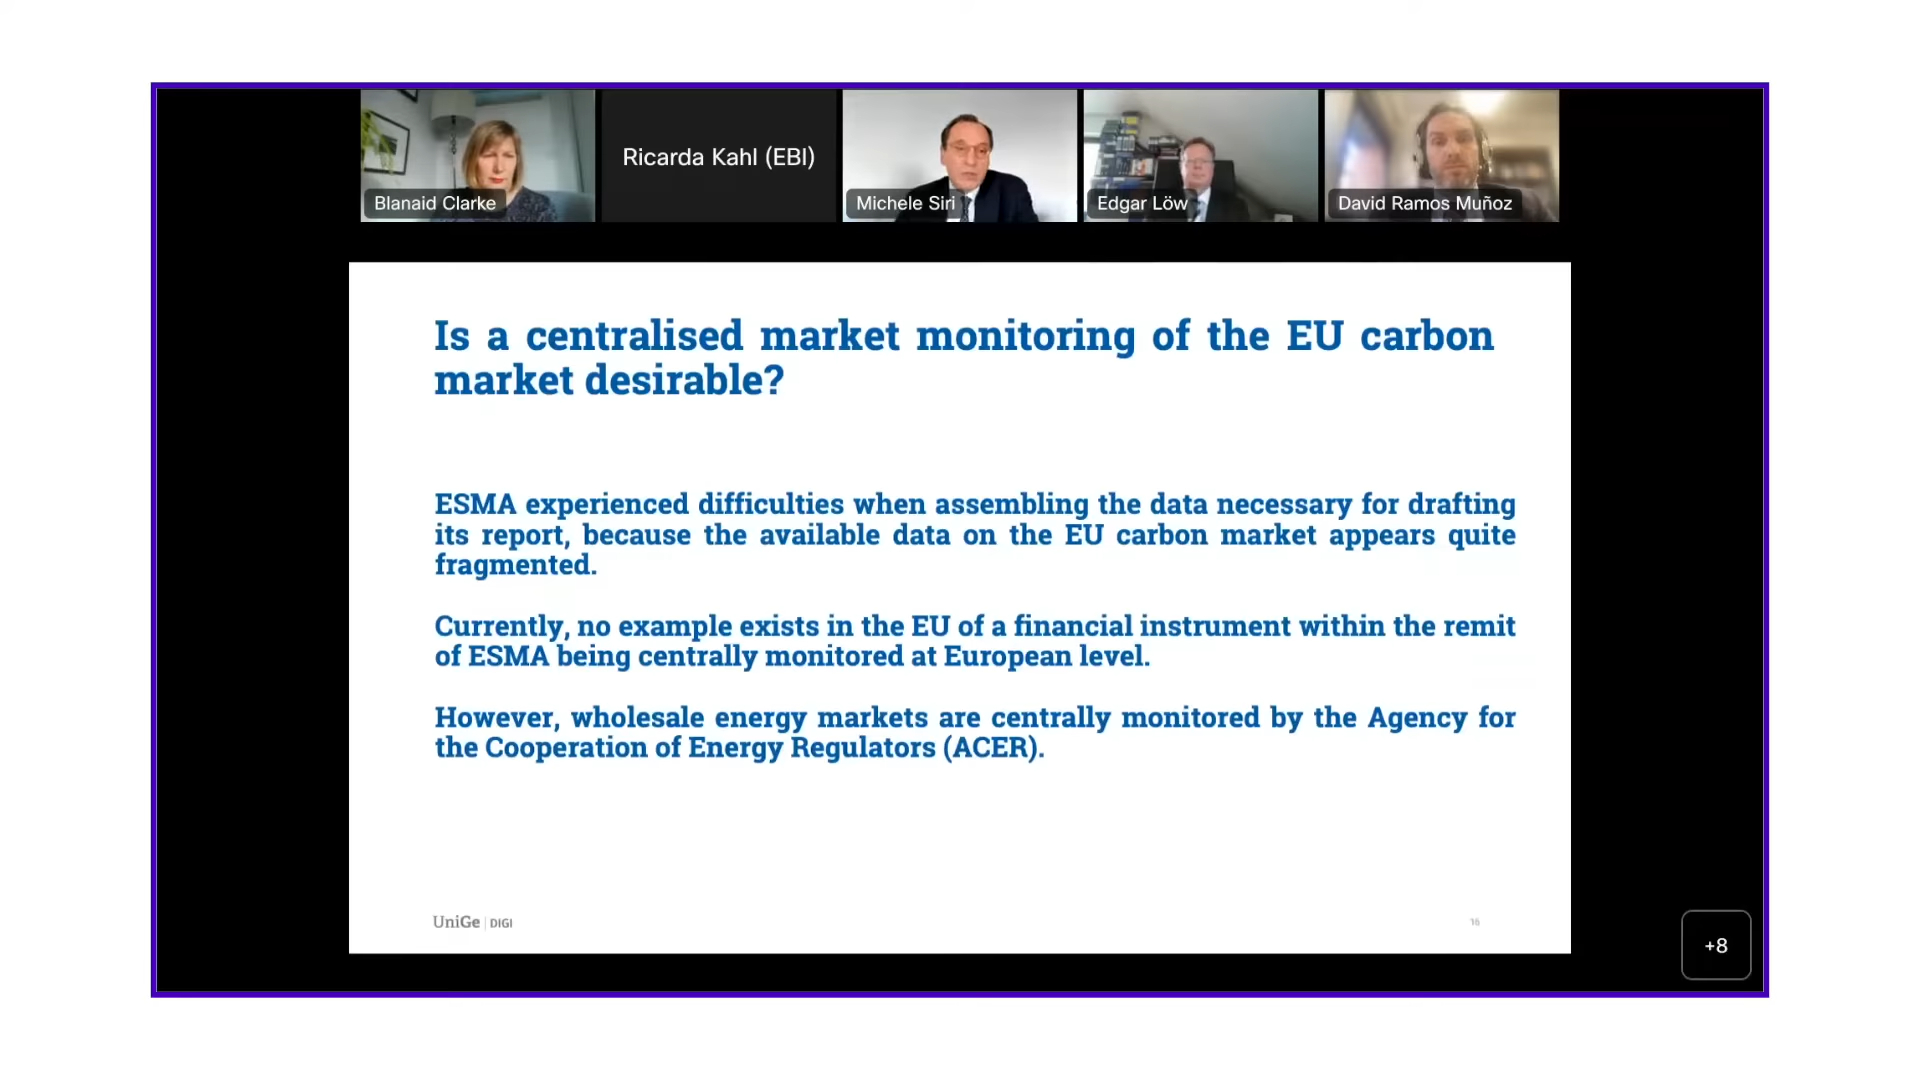 Blanaid Clarke
Ricarda Kahl (EBI)
Michele Siri
Edgar Löw
David Ramos Muñoz
Is a centralised market monitoring of the EU carbon
market desirable?
ESMA experienced difficulties when assembling the data necessary for drafting
its report, because the available data on the EU carbon market appears quite
fragmented.
Currently, no example exists in the EU of a financial instrument within the remit
of ESMA being centrally monitored at European level.
However, wholesale energy markets are centrally monitored by the Agency for
the Cooperation of Energy Regulators (ACER).
UniGe | DIGI
16
+8